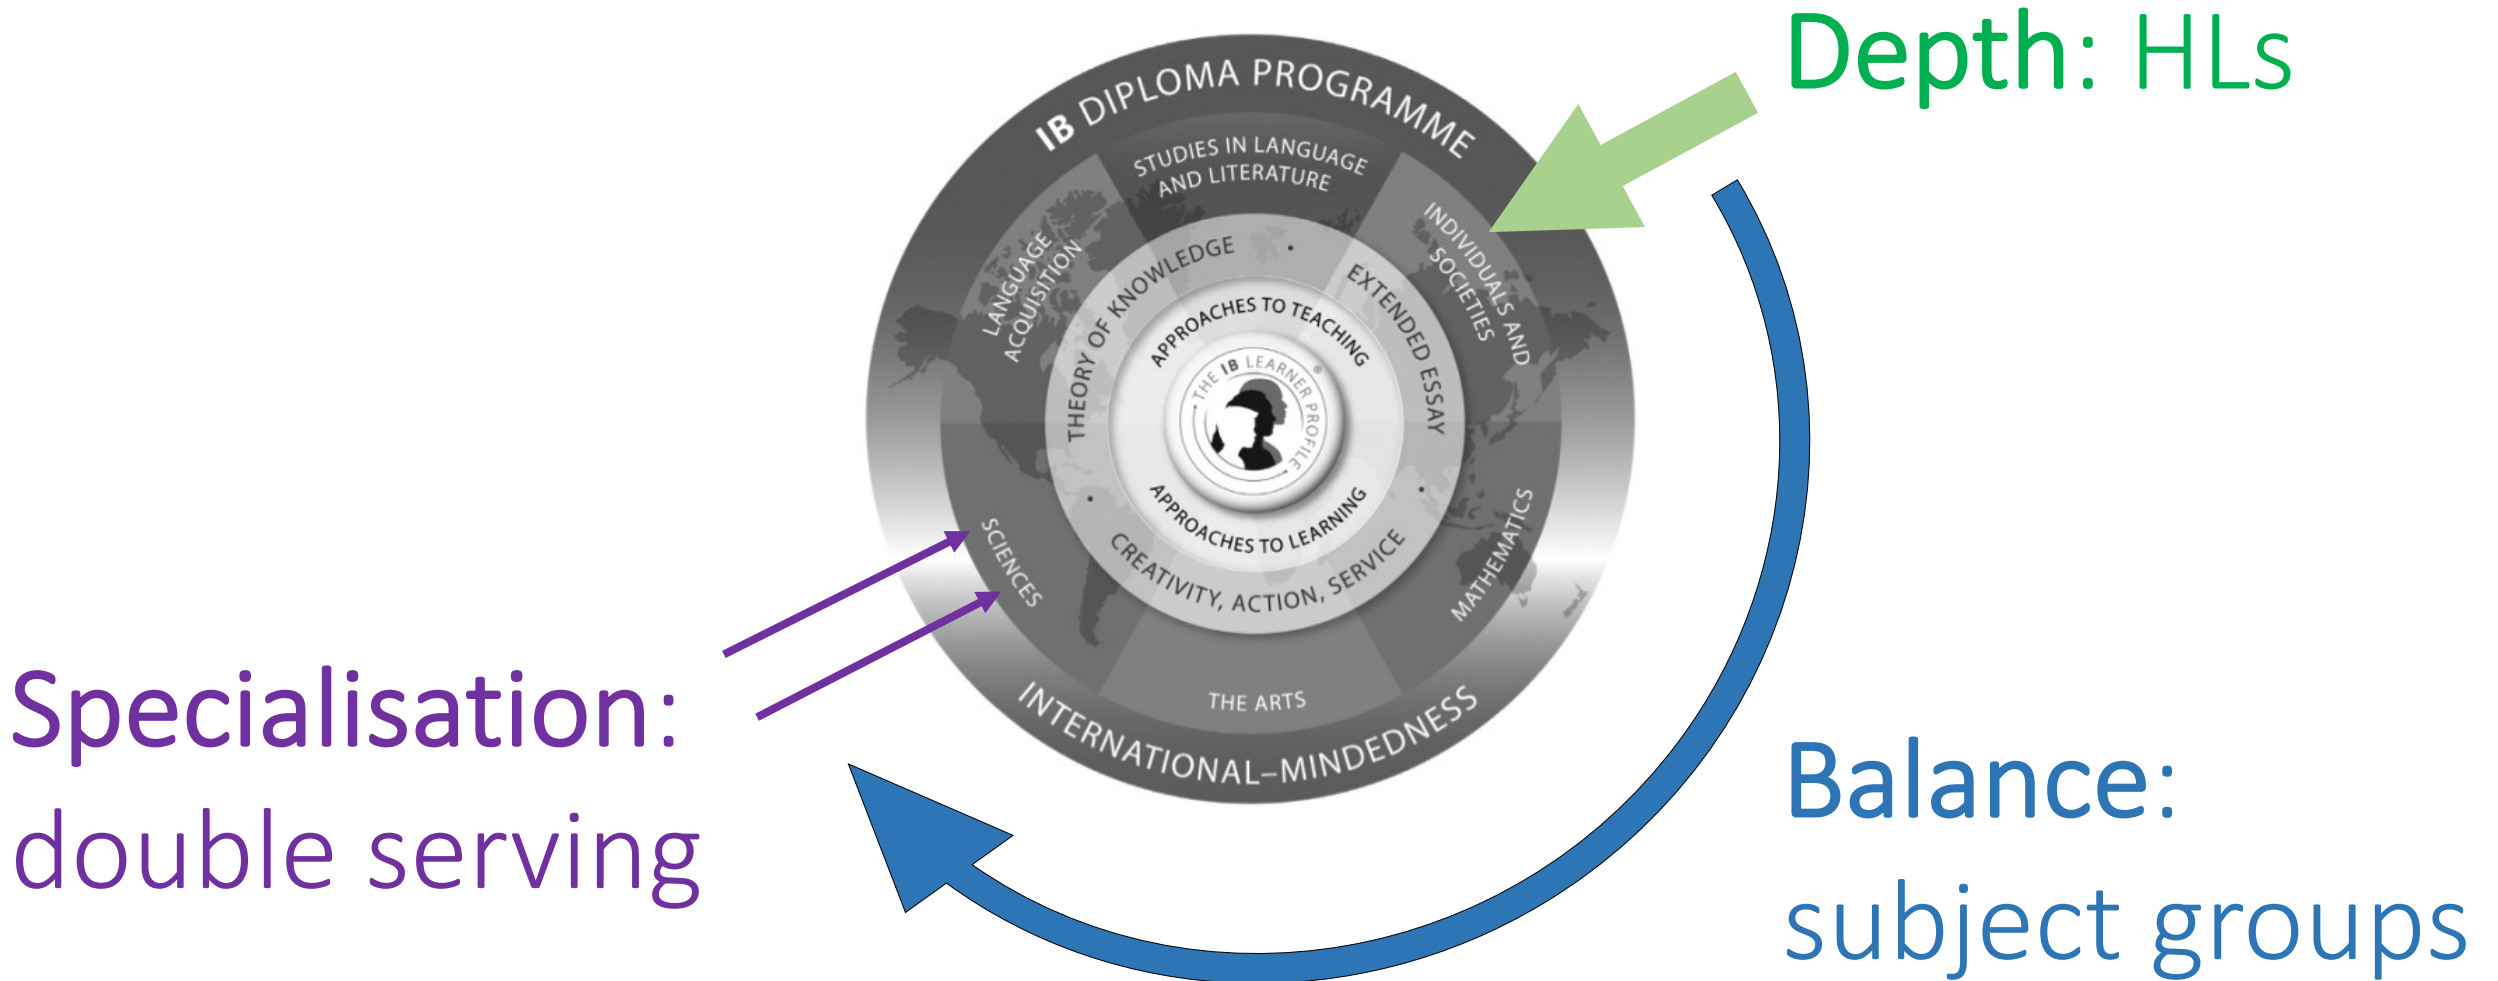 Depth: HLs
IB DIPLOMA PROGRAMME
STUDIES IN LANGUAGE
AND LITERATURE
LANGUAGE
ACQUISITION
INDIVIDUALS AND
SOCIETIES
THEORY OF KNOWLEDGE
EXTENDED ESSAY
APPROACHES TO TEACHING
THE IB LEARNER PROFILE ®
APPROACHES TO LEARNING
CREATIVITY, ACTION, SERVICE
SCIENCES
MATHEMATICS
THE ARTS
INTERNATIONAL–MINDEDNESS
Specialisation:
double serving
Balance:
subject groups